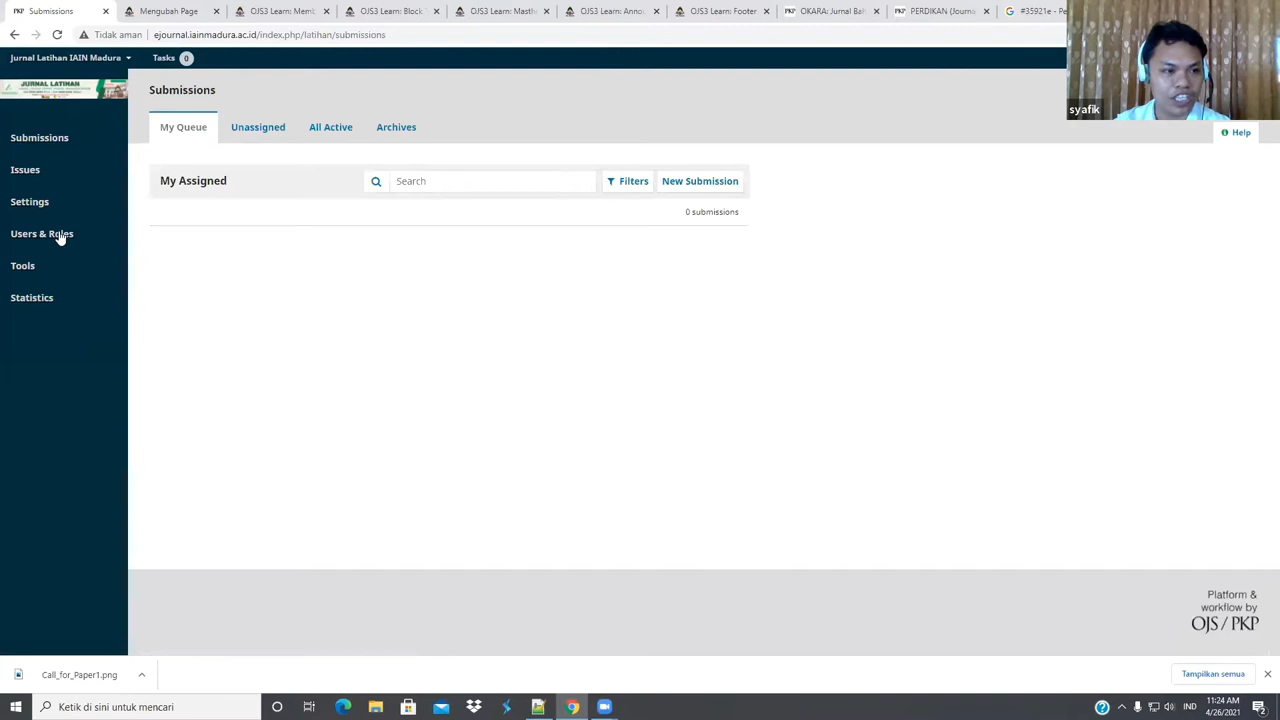 Submissions
Mengubah Page
OJS3 Learn: Memb
OJS3 Learn: Block
OJS3 Learn: Masth
OJS3 Learn: Anno
OJS3 Learn: Footer
OKARA: Jurnal Bah
PERDIKAN (Journa
#35921e - Pe
Tidak aman
ejournal.iainmadura.ac.id/index.php/latihan/submissions
Jurnal Latihan IAIN Madura
Tasks
0
JURNAL LATIHAN
Submissions
syafik
My Queue
Unassigned
All Active
Archives
Help
Submissions
Issues
Settings
Users & Roles
Tools
Statistics
My Assigned
Search
Filters
New Submission
0 submissions
Platform &
workflow by
OJS / PKP
Call_for_Paper1.png
Tampilkan semua
Ketik di sini untuk mencari
IND
11:24 AM
4/26/2021
2